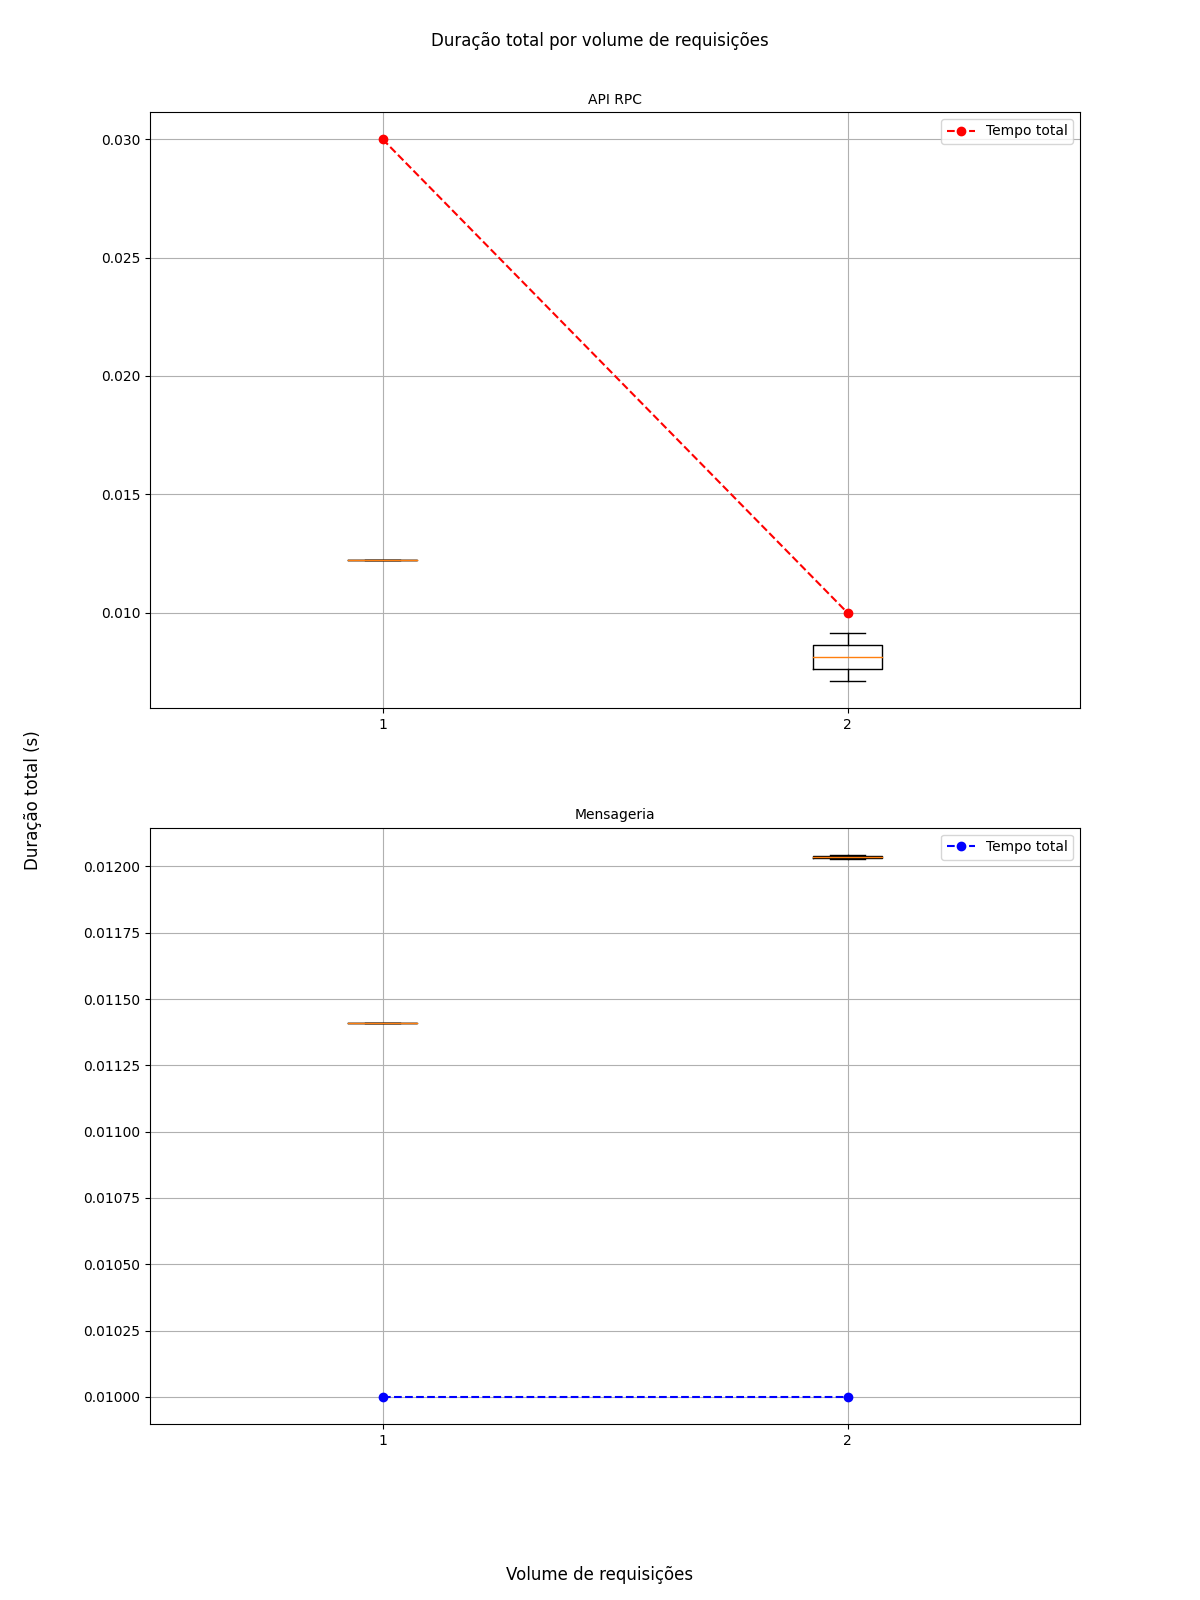 Duração total por volume de requisições
API RPC
Tempo total
0.030
0.025
0.020
0.015
0.010
1
2
Duração total (s)
Mensageria
Tempo total
0.01200
0.01175
0.01150
0.01125
0.01100
0.01075
0.01050
0.01025
0.01000
1
2
Volume de requisições